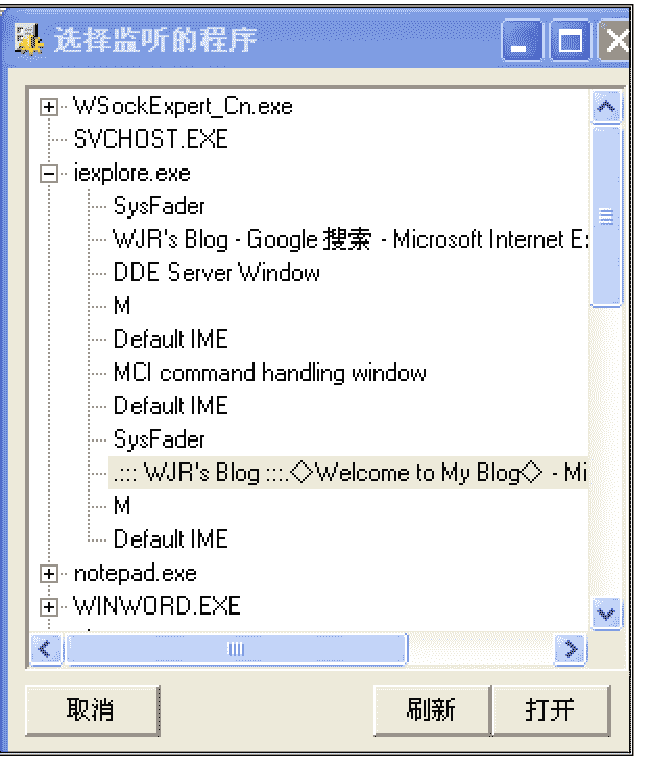 选择监听的程序
WSockExpert_Cn.exe
SVCHOST.EXE
iexplore.exe
SysFader
WJR's Blog - Google 搜索 - Microsoft Internet E
DDE Server Window
M
Default IME
MCI command handling window
Default IME
SysFader
.::: WJR's Blog :::.◇Welcome to My Blog◇ - Mi
M
Default IME
notepad.exe
WINWORD.EXE
取消 刷新 打开